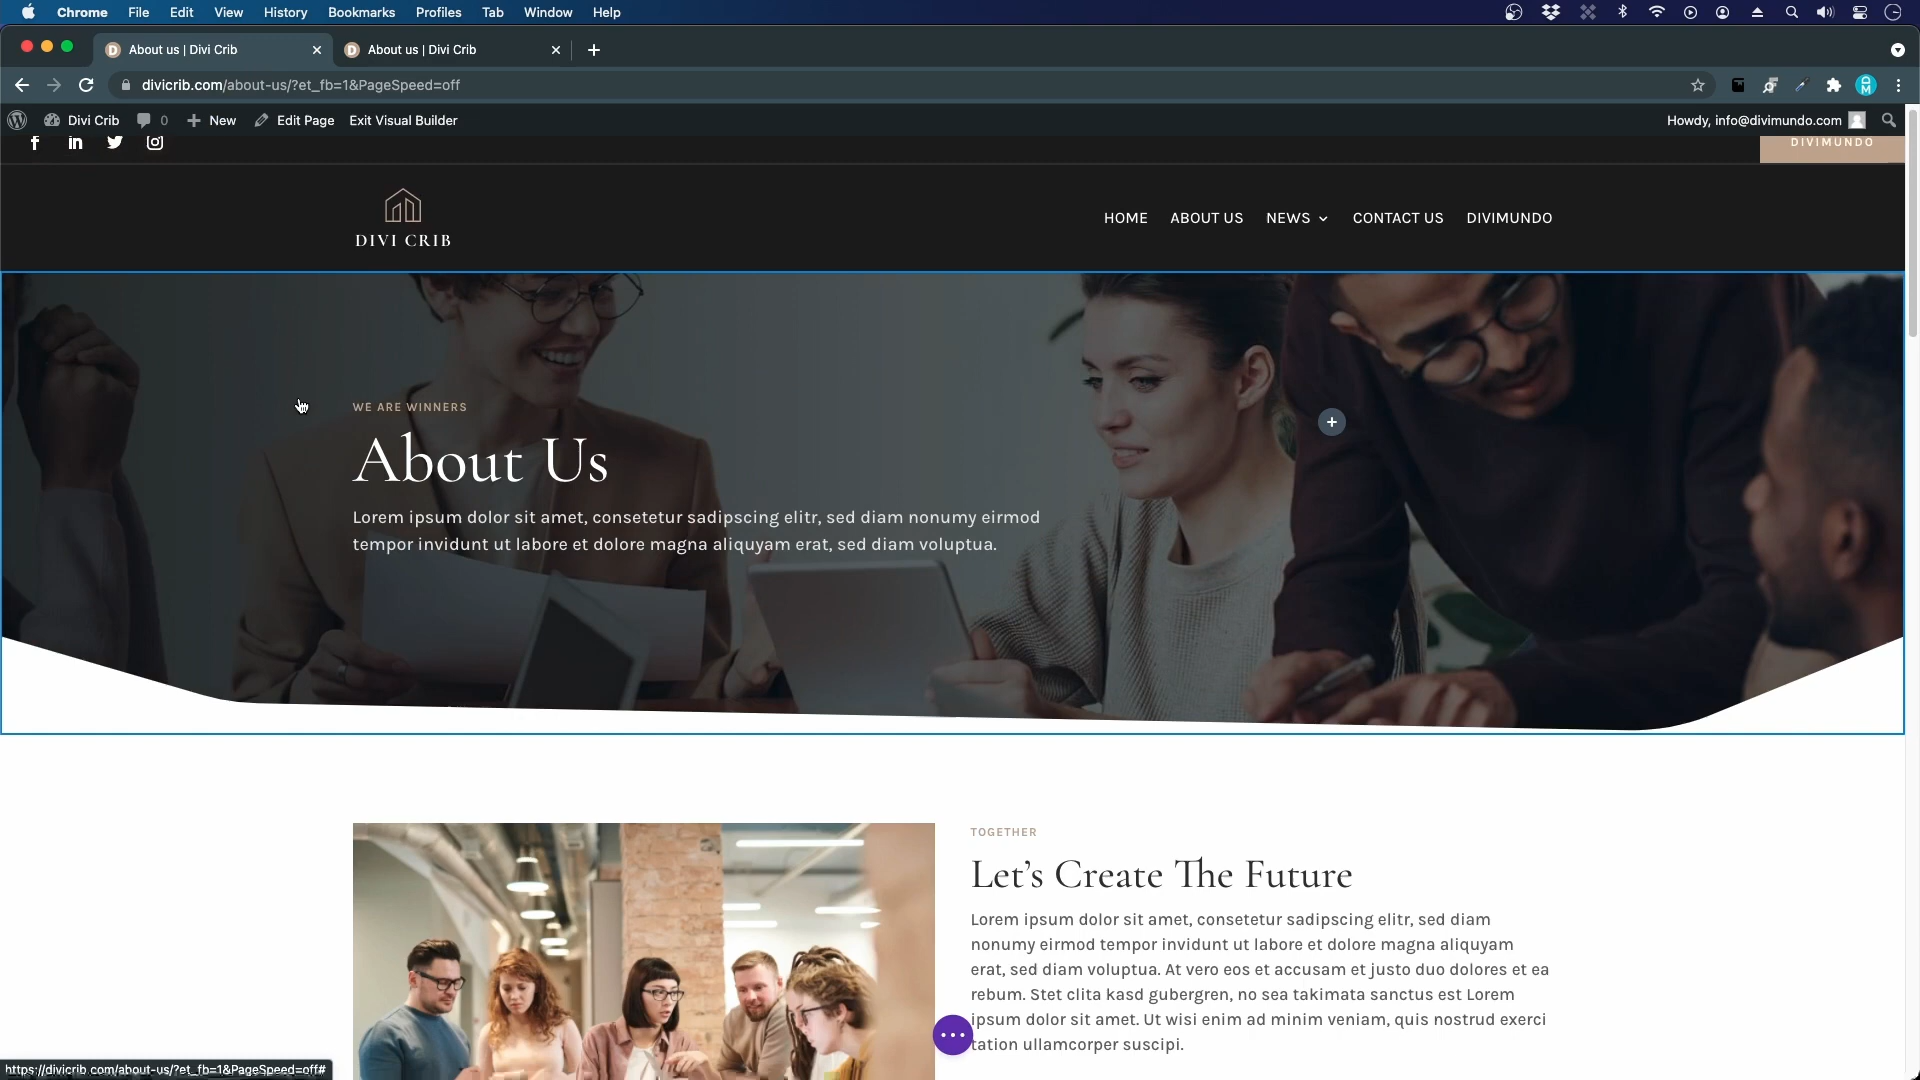 Chrome File Edit View History Bookmarks Profiles Tab Window Help
About us | Divi Crib
About us | Divi Crib
divicrib.com/about-us/?et_fb=1&PageSpeed=off
Divi Crib 0 New Edit Page Exit Visual Builder
Howdy, info@divimundo.com
DIVIMUNDO
DIVI CRIB
HOME ABOUT US NEWS CONTACT US DIVIMUNDO
WE ARE WINNERS
About Us
Lorem ipsum dolor sit amet, consetetur sadipscing elitr, sed diam nonumy eirmod
tempor invidunt ut labore et dolore magna aliquyam erat, sed diam voluptua.
TOGETHER
Let’s Create The Future
Lorem ipsum dolor sit amet, consetetur sadipscing elitr, sed diam
nonumy eirmod tempor invidunt ut labore et dolore magna aliquyam
erat, sed diam voluptua. At vero eos et accusam et justo duo dolores et ea
rebum. Stet clita kasd gubergren, no sea takimata sanctus est Lorem
ipsum dolor sit amet. Ut wisi enim ad minim veniam, quis nostrud exerci
tation ullamcorper suscipi.
https://divicrib.com/about-us/?et_fb=1&PageSpeed=off#